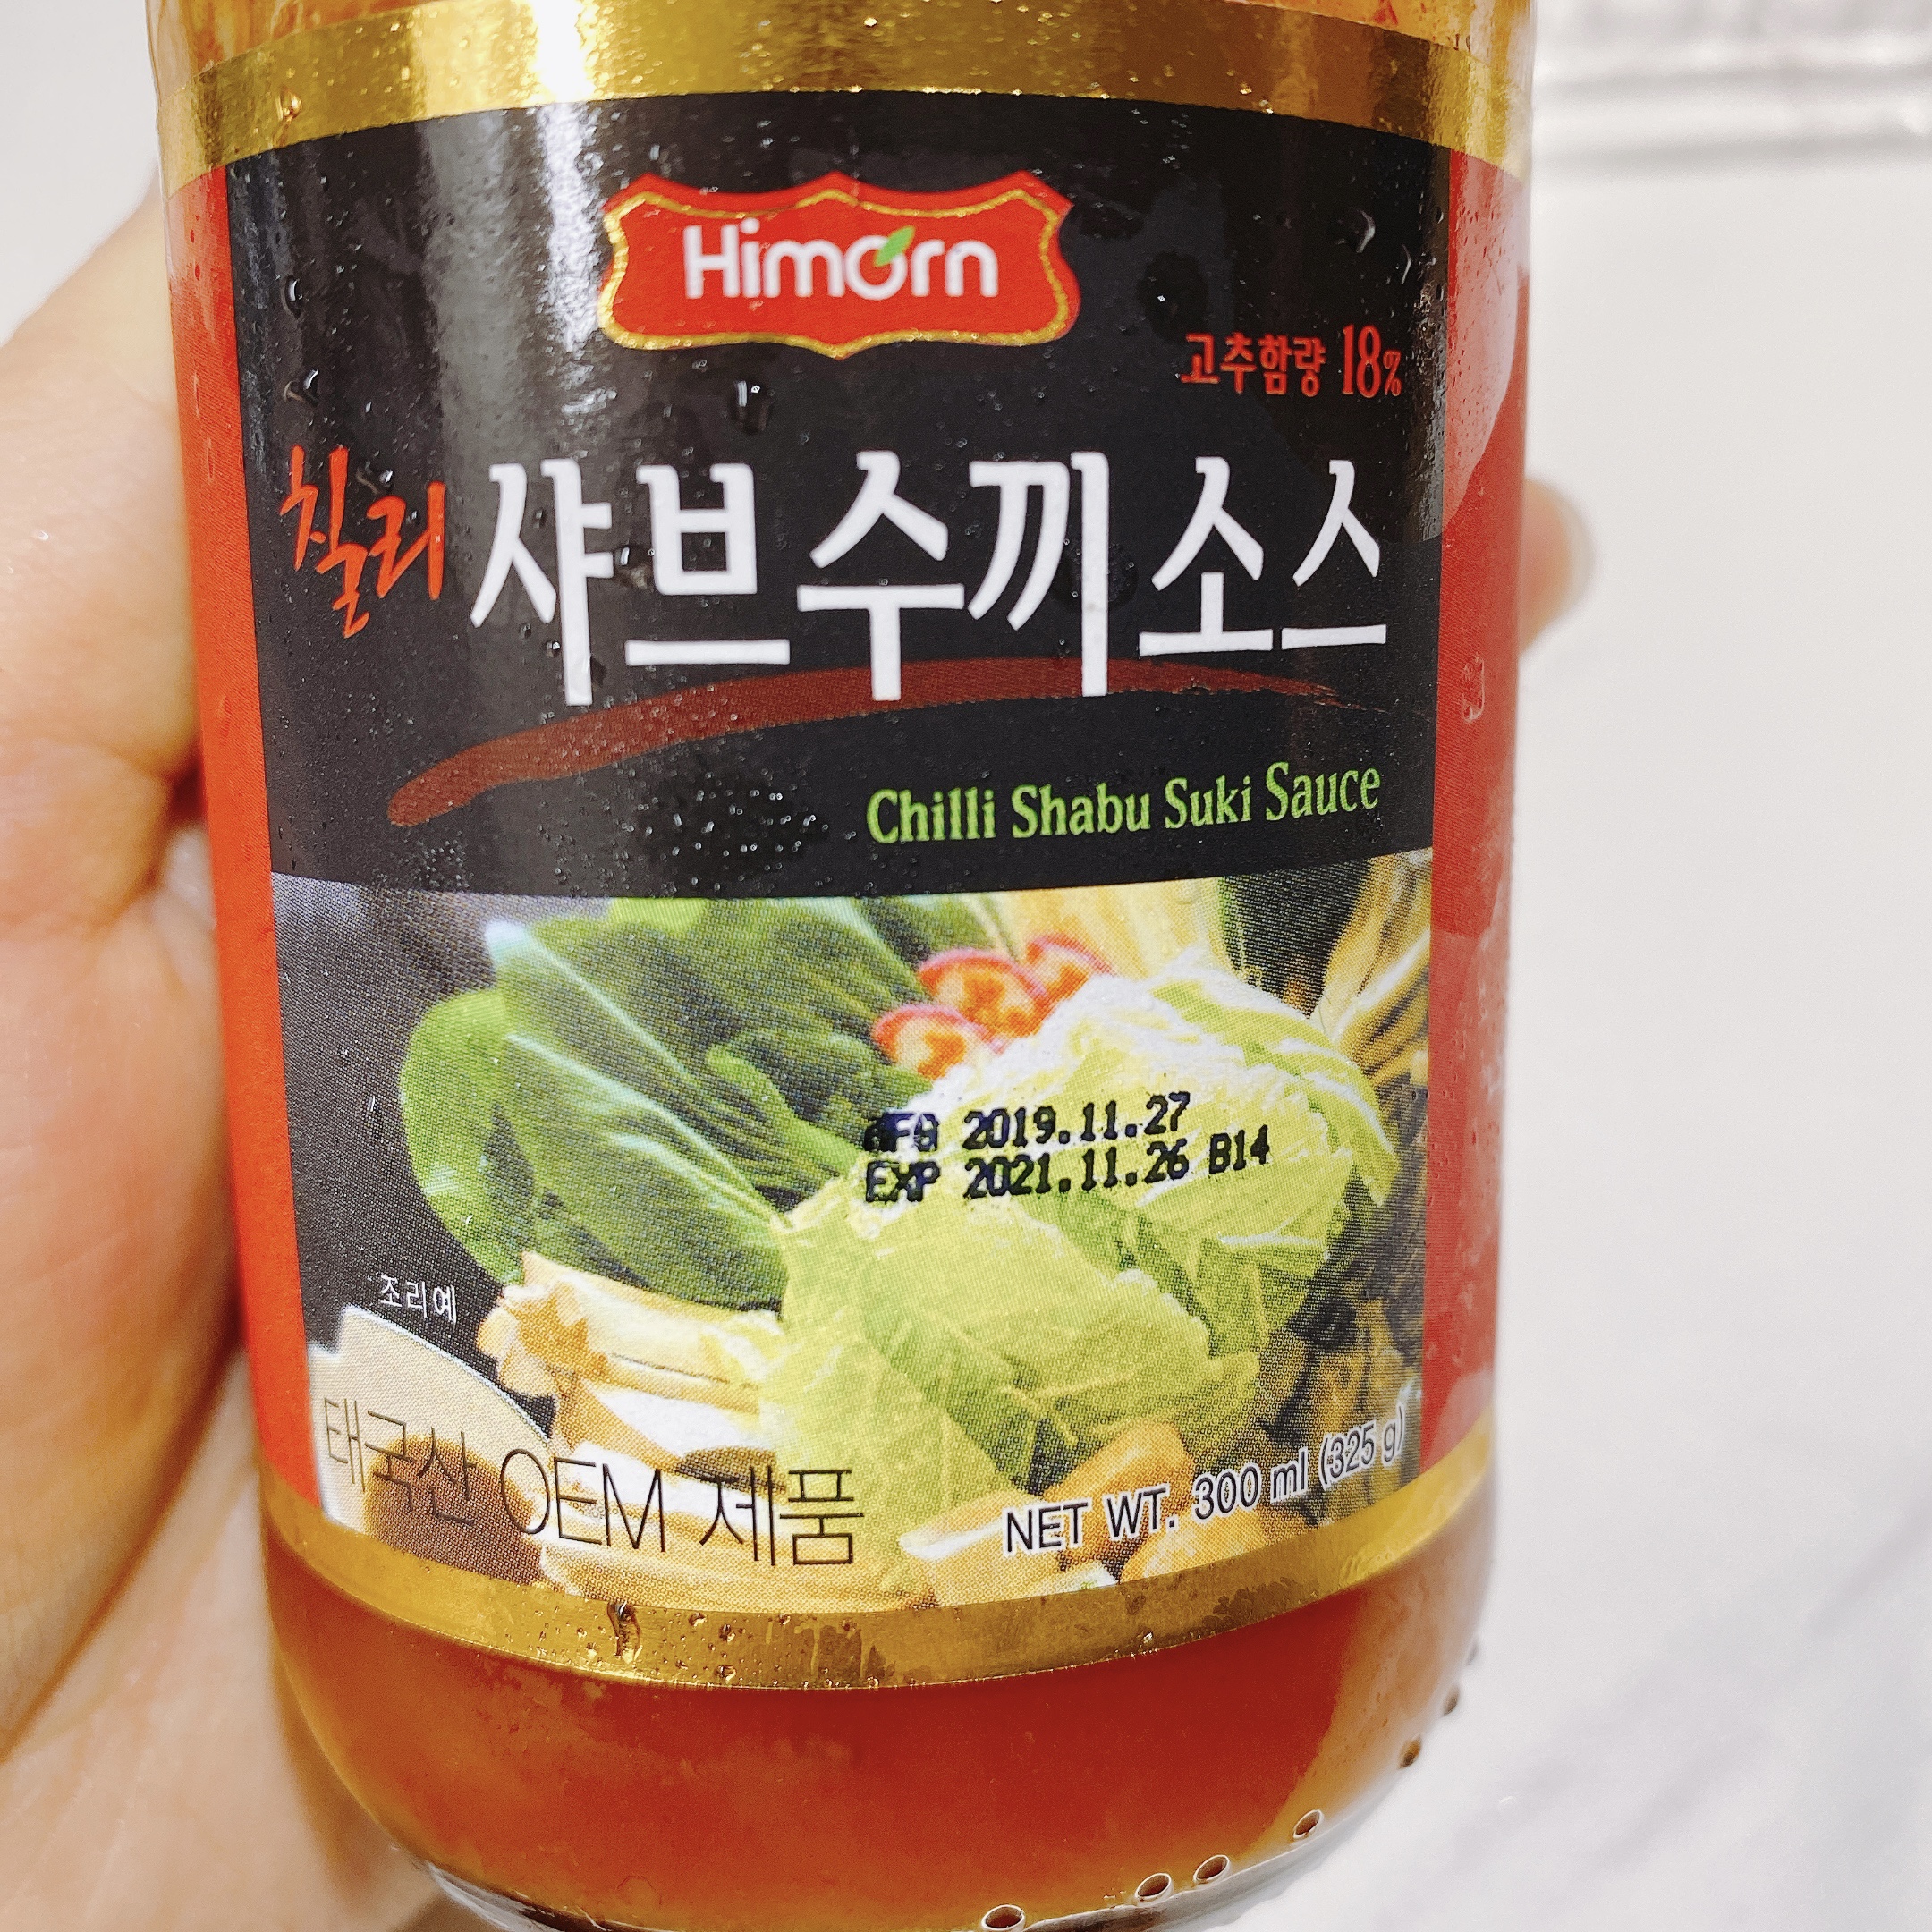 Himorn
고추함량 18%
칠리 샤브수끼소스
Chilli Shabu Suki Sauce
MFG 2019.11.27
EXP 2021.11.26 B14
조리예
태국산 OEM 제품
NET WT. 300 ml (325 g)